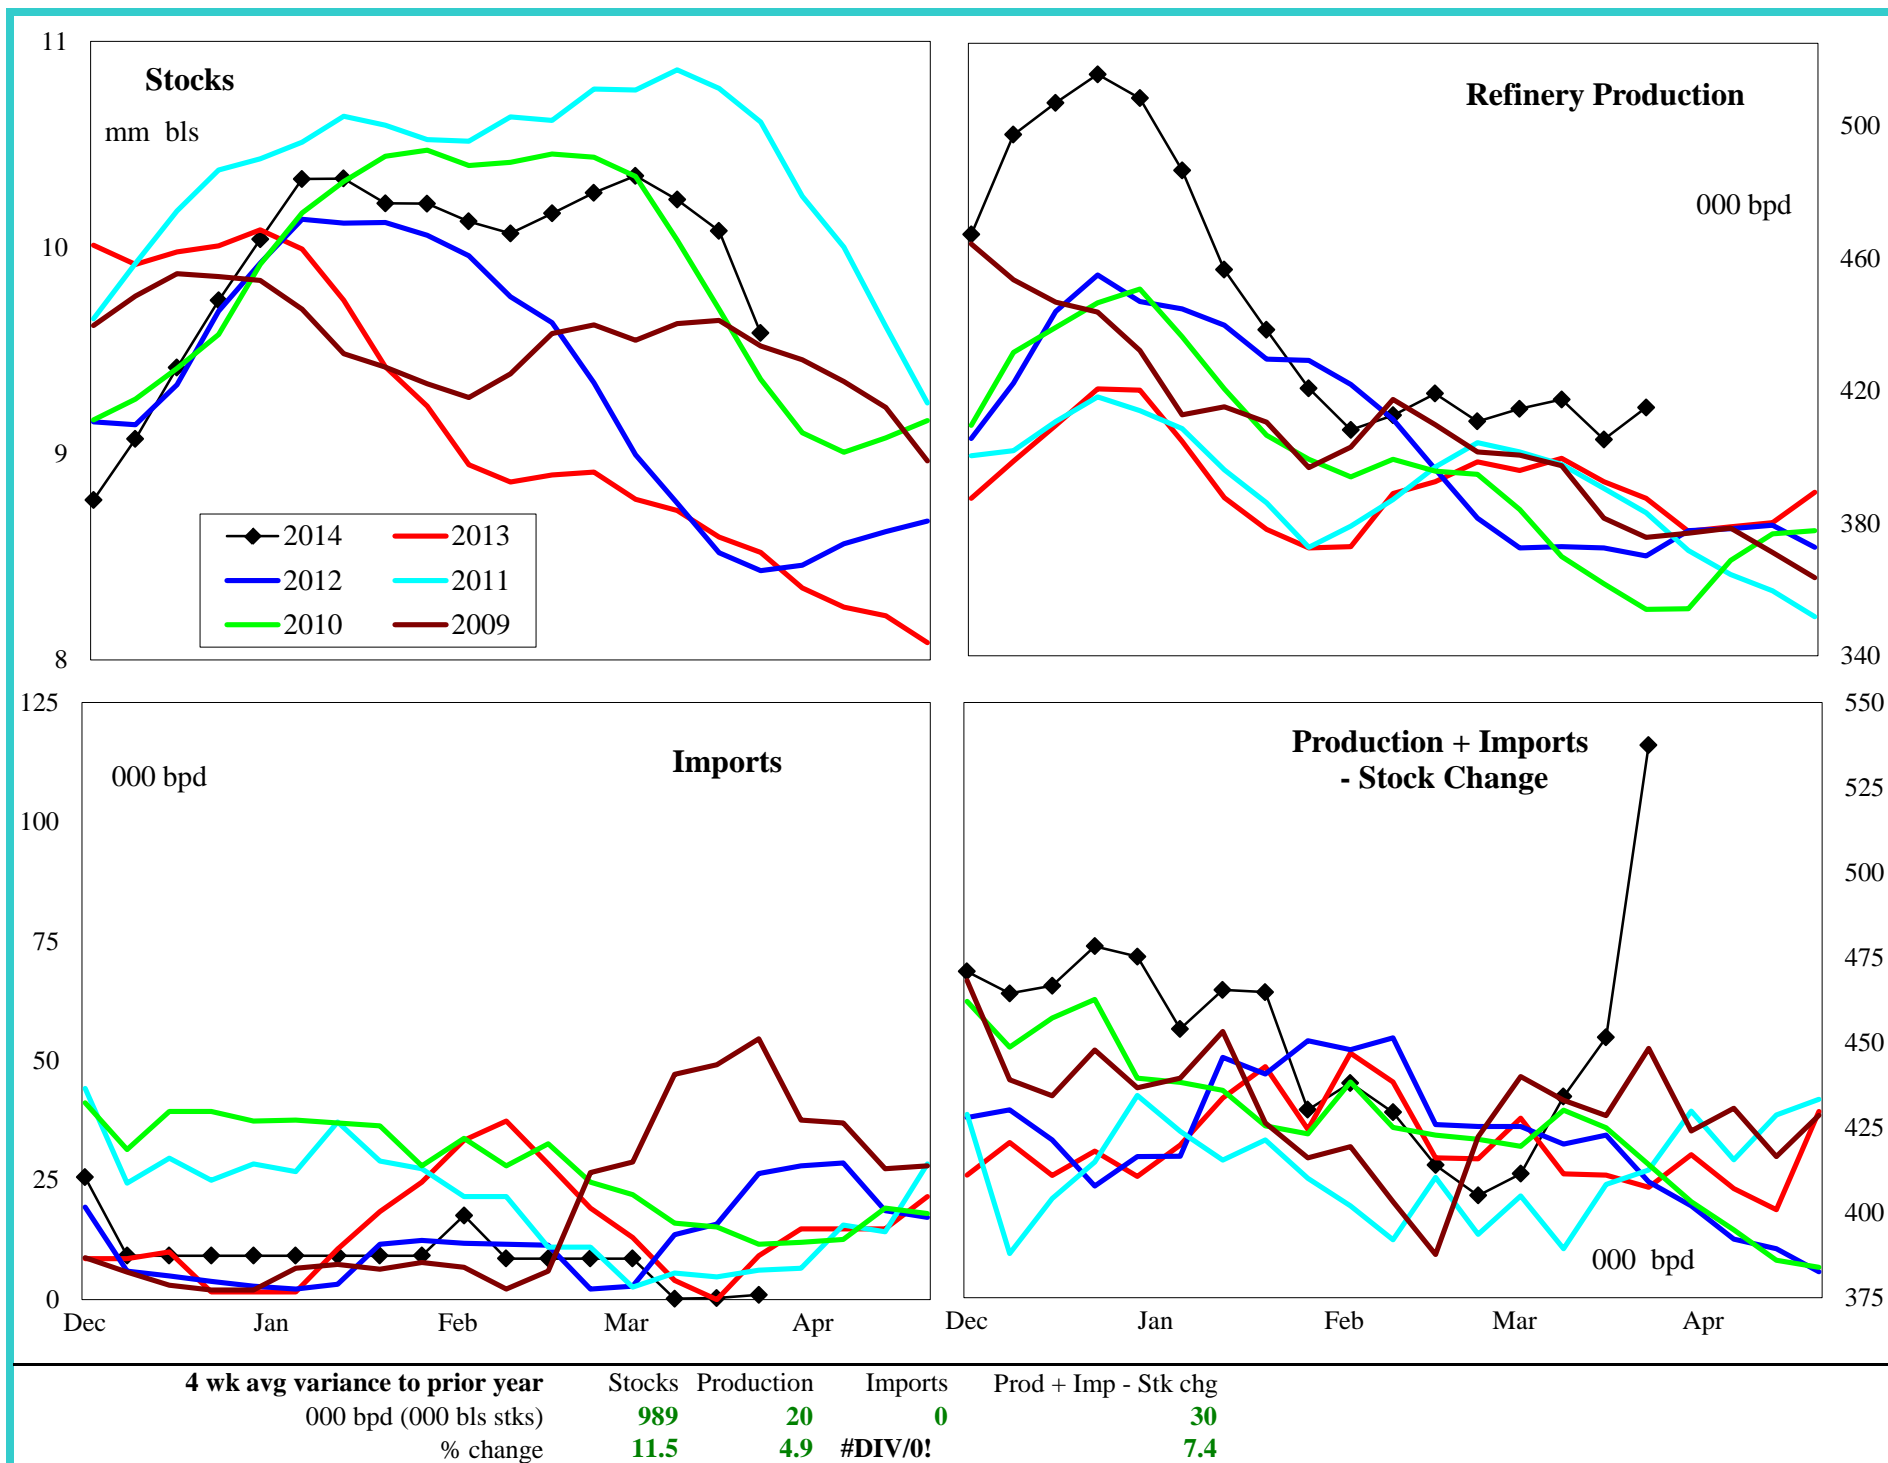 Stocks
mm bls
11
10
9
8
2014
2013
2012
2011
2010
2009
Refinery Production
000 bpd
500
460
420
380
340
Imports
000 bpd
125
100
75
50
25
0
Dec Jan Feb Mar Apr
Production + Imports
- Stock Change
000 bpd
550
525
500
475
450
425
400
375
Dec Jan Feb Mar Apr
4 wk avg variance to prior year Stocks Production Imports Prod + Imp - Stk chg
000 bpd (000 bls stks) 989 20 0 30
% change 11.5 4.9 #DIV/0! 7.4